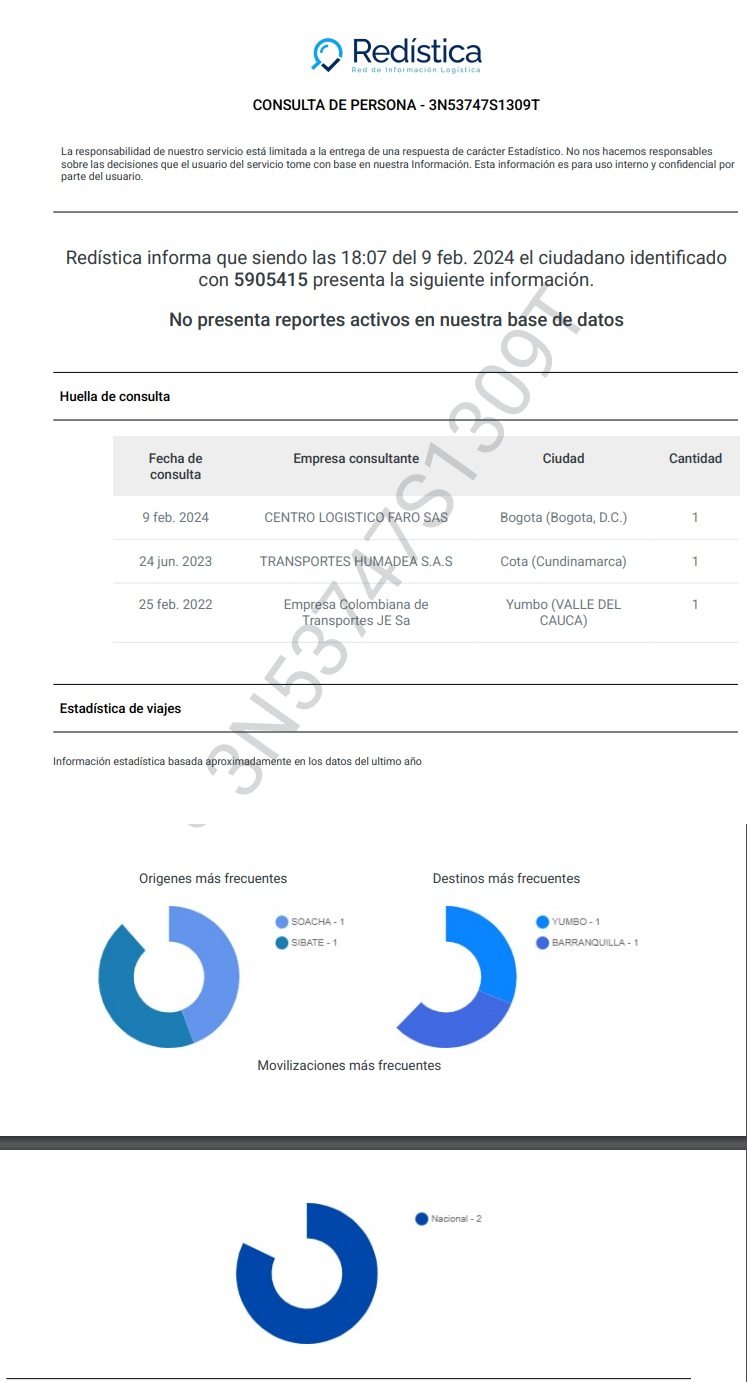 Redística
Red de Información Logística
CONSULTA DE PERSONA - 3N53747S1309T
La responsabilidad de nuestro servicio está limitada a la entrega de una respuesta de carácter Estadístico. No nos hacemos responsables
sobre las decisiones que el usuario del servicio tome con base en nuestra Información. Esta información es para uso interno y confidencial por
parte del usuario.
Redística informa que siendo las 18:07 del 9 feb. 2024 el ciudadano identificado
con 5905415 presenta la siguiente información.
No presenta reportes activos en nuestra base de datos
Huella de consulta
Fecha de consulta Empresa consultante Ciudad Cantidad
9 feb. 2024 CENTRO LOGISTICO FARO SAS Bogota (Bogota, D.C.) 1
24 jun. 2023 TRANSPORTES HUMADEA S.A.S Cota (Cundinamarca) 1
25 feb. 2022 Empresa Colombiana de Transportes JE Sa Yumbo (VALLE DEL CAUCA) 1
3N53747S1309T
Estadística de viajes
Información estadística basada aproximadamente en los datos del ultimo año
Origenes más frecuentes
SOACHA - 1
SIBATE - 1
Destinos más frecuentes
YUMBO - 1
BARRANQUILLA - 1
Movilizaciones más frecuentes
Nacional - 2